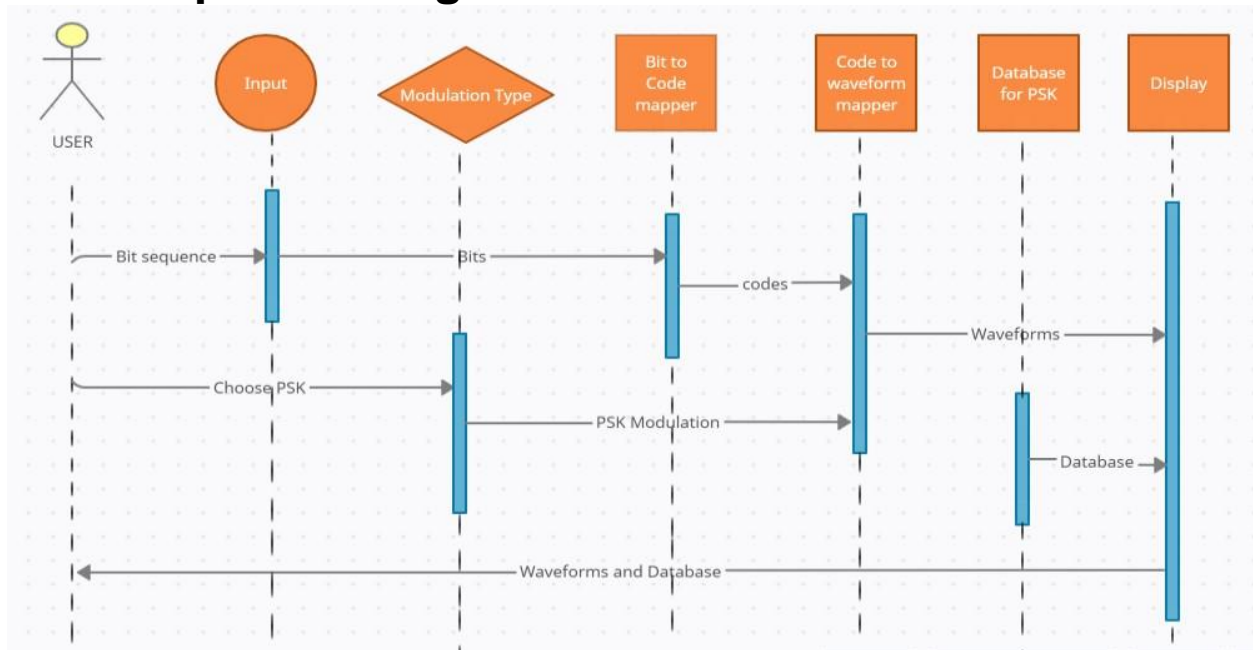 USER
Input
Modulation Type
Bit to
Code
mapper
Code to
waveform
mapper
Database
for PSK
Display
Bit sequence
Bits
codes
Waveforms
Choose PSK
PSK Modulation
Database
Waveforms and Database